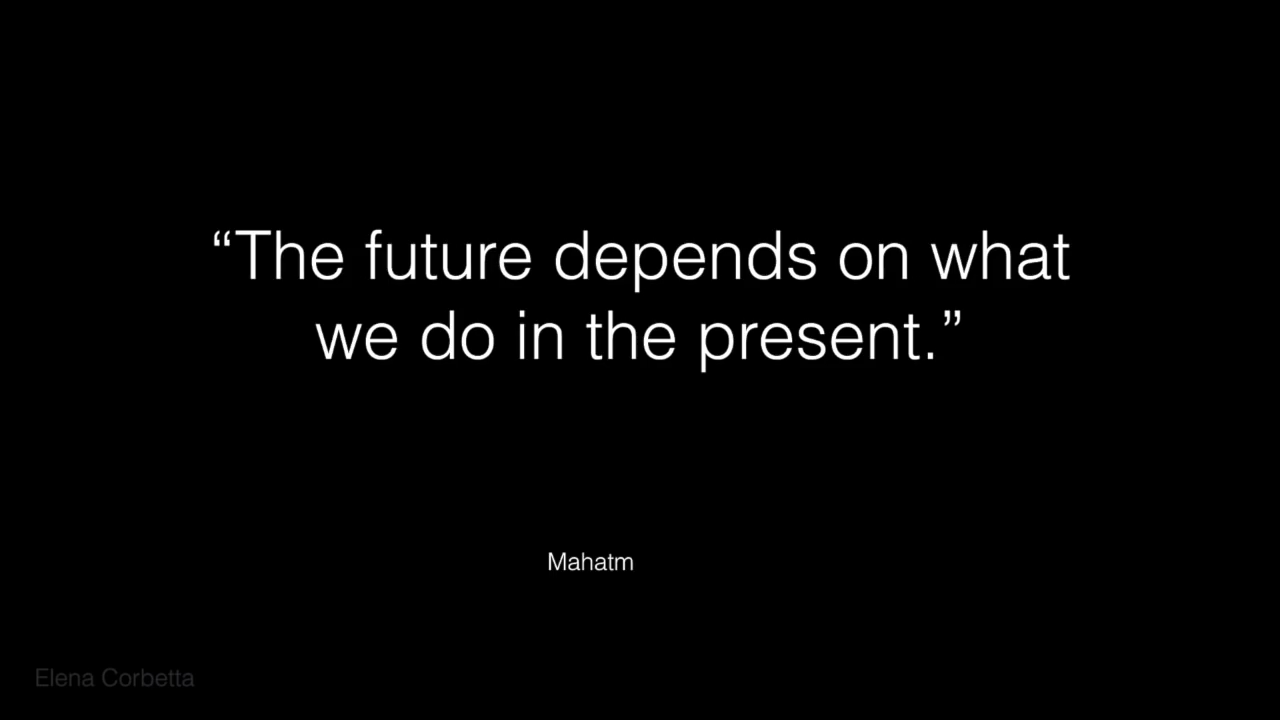 “The future depends on what
we do in the present.”
Mahatm
Elena Corbetta